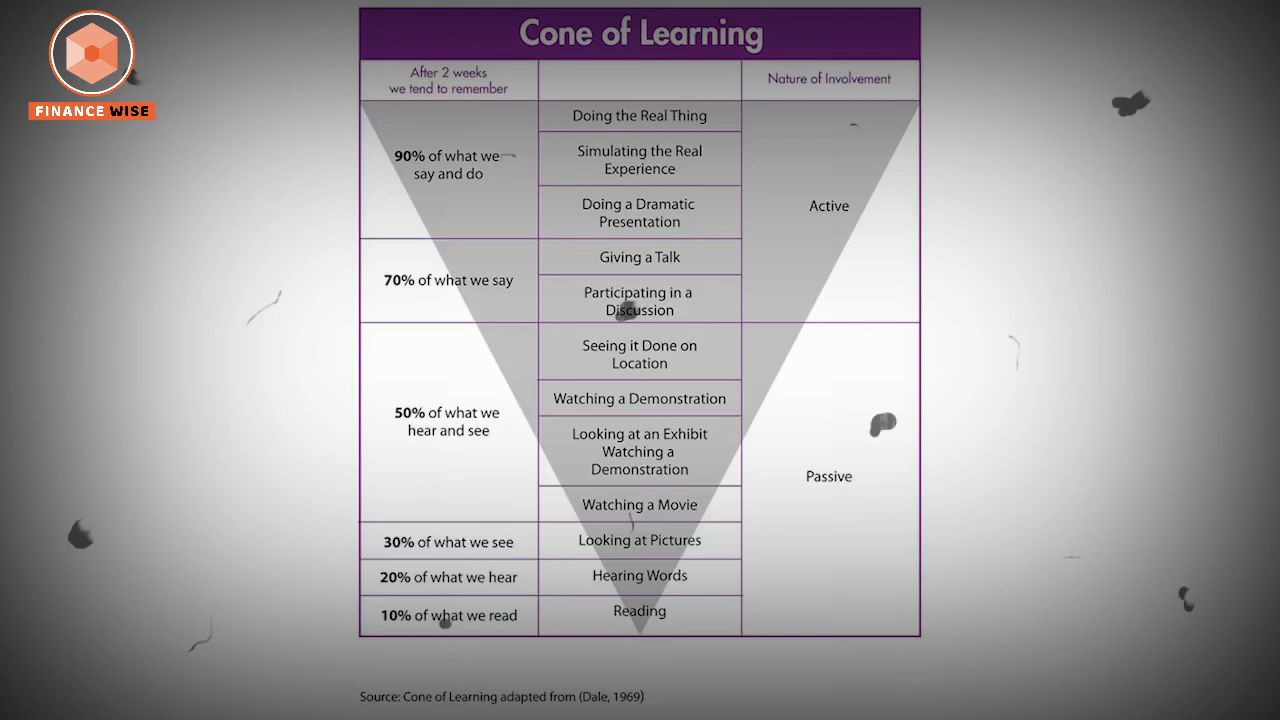 FINANCE WISE
Cone of Learning
After 2 weeks
we tend to remember
Nature of Involvement
90% of what we
say and do
Doing the Real Thing
Simulating the Real
Experience
Doing a Dramatic
Presentation
Active
70% of what we say
Giving a Talk
Participating in a
Discussion
50% of what we
hear and see
Seeing it Done on
Location
Watching a Demonstration
Looking at an Exhibit
Watching a
Demonstration
Watching a Movie
Passive
30% of what we see
Looking at Pictures
20% of what we hear
Hearing Words
10% of what we read
Reading
Source: Cone of Learning adapted from (Dale, 1969)